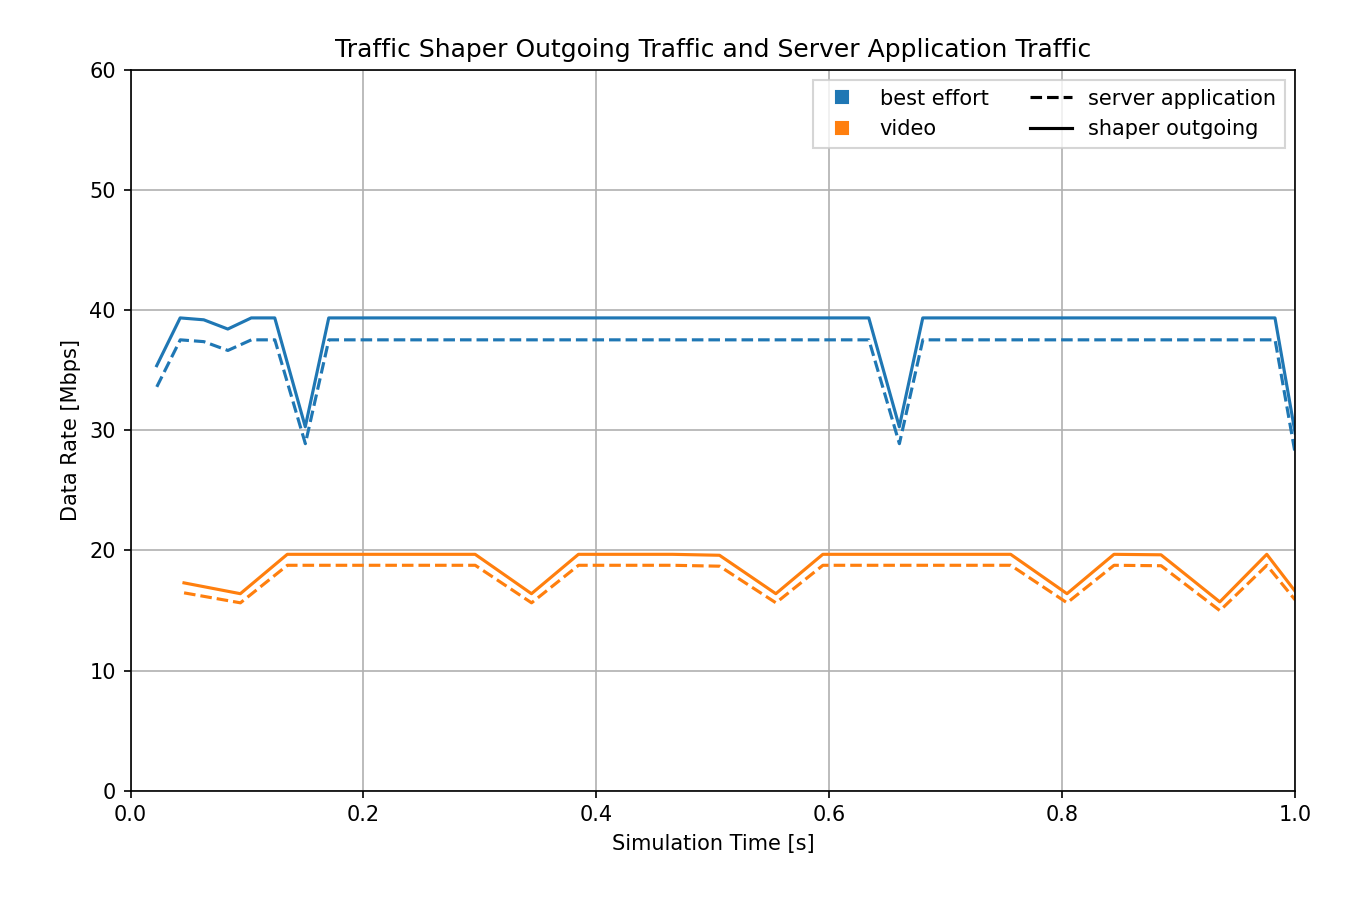 Traffic Shaper Outgoing Traffic and Server Application Traffic
60
50
40
30
20
10
0
Data Rate [Mbps]
best effort
video
server application
shaper outgoing
0.0 0.2 0.4 0.6 0.8 1.0
Simulation Time [s]